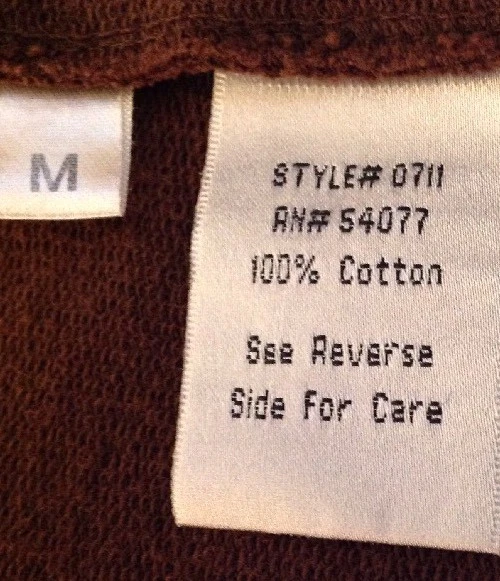 M
STYLE# 0711
RN# 54077
100% Cotton
See Reverse
Side For Care